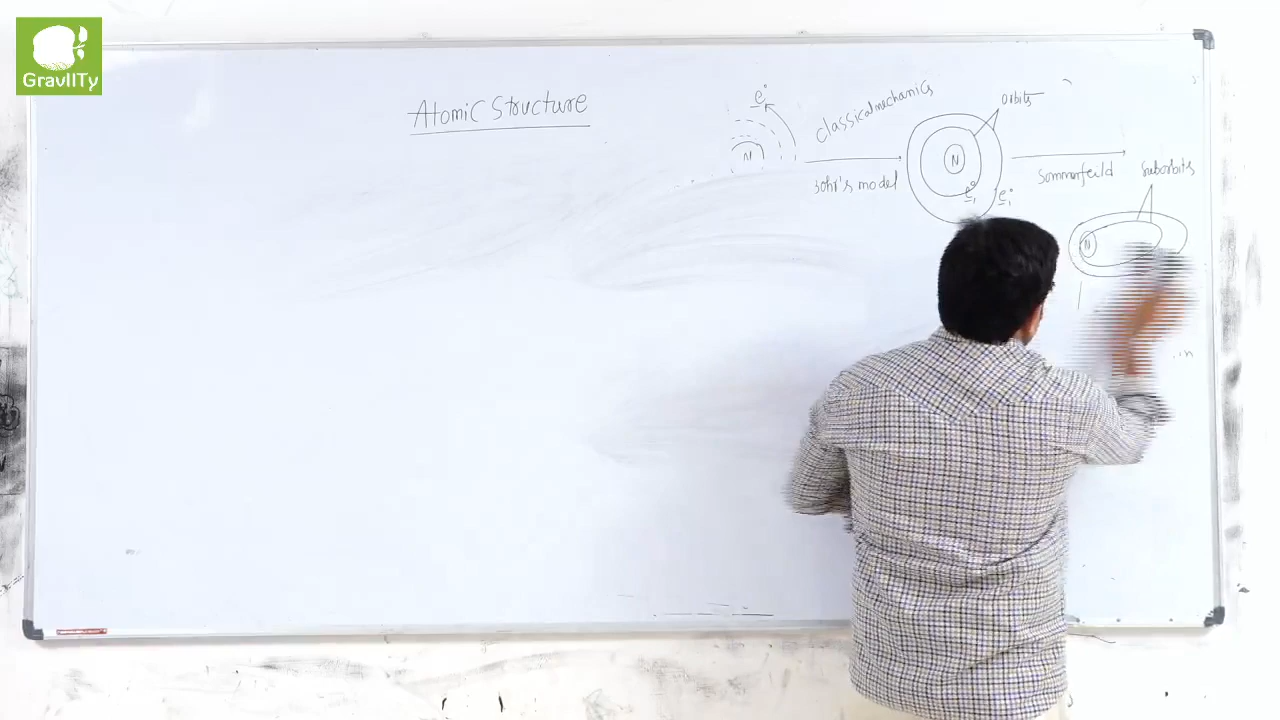 GravIITy
Atomic Structure
e
N
classical mechanics
Bohr's model
orbits
N
e
e
Sommerfeild
Suborbits
N